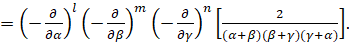 = (−∂/∂α)^l (−∂/∂β)^m (−∂/∂γ)^n [2/((α+β)(β+γ)(γ+α))].